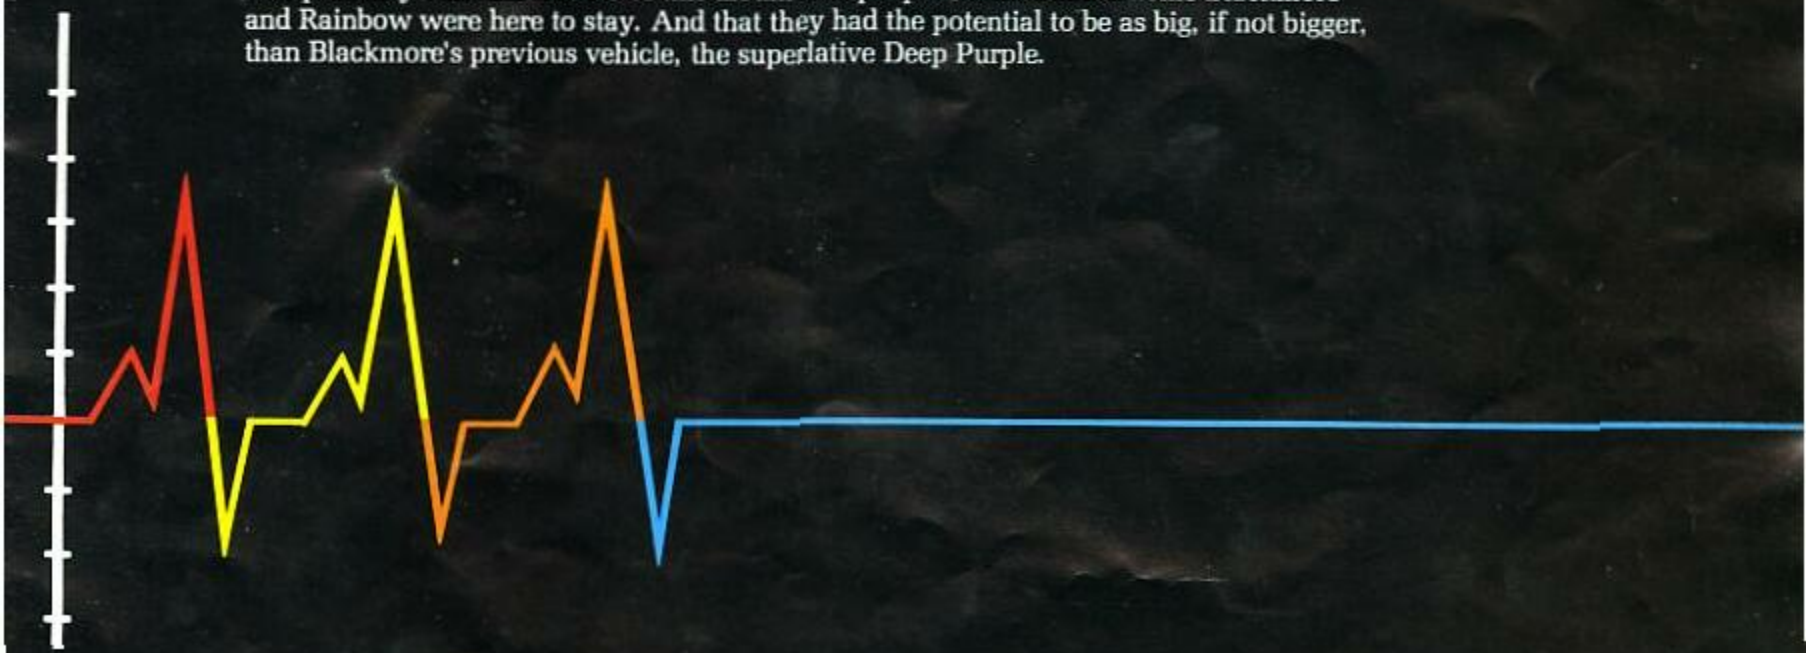 and Rainbow were here to stay. And that they had the potential to be as big, if not bigger,
than Blackmore's previous vehicle, the superlative Deep Purple.